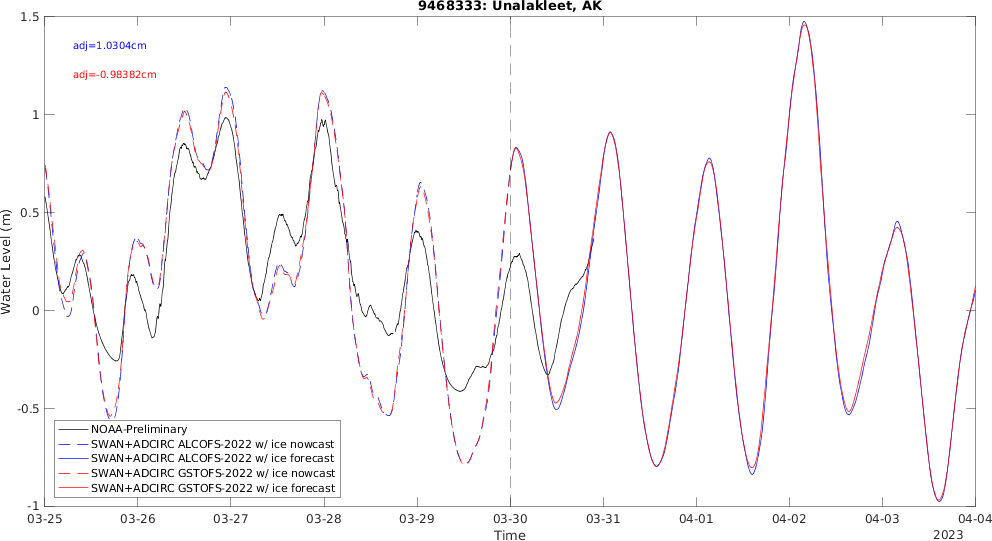 9468333: Unalakleet, AK
adj=1.0304cm
adj=-0.98382cm
1.5
1
0.5
0
-0.5
-1
Water Level (m)
NOAA-Preliminary
SWAN+ADCIRC ALCOFS-2022 w/ ice nowcast
SWAN+ADCIRC ALCOFS-2022 w/ ice forecast
SWAN+ADCIRC GSTOFS-2022 w/ ice nowcast
SWAN+ADCIRC GSTOFS-2022 w/ ice forecast
03-25 03-26 03-27 03-28 03-29 03-30 03-31 04-01 04-02 04-03 04-04
Time
2023